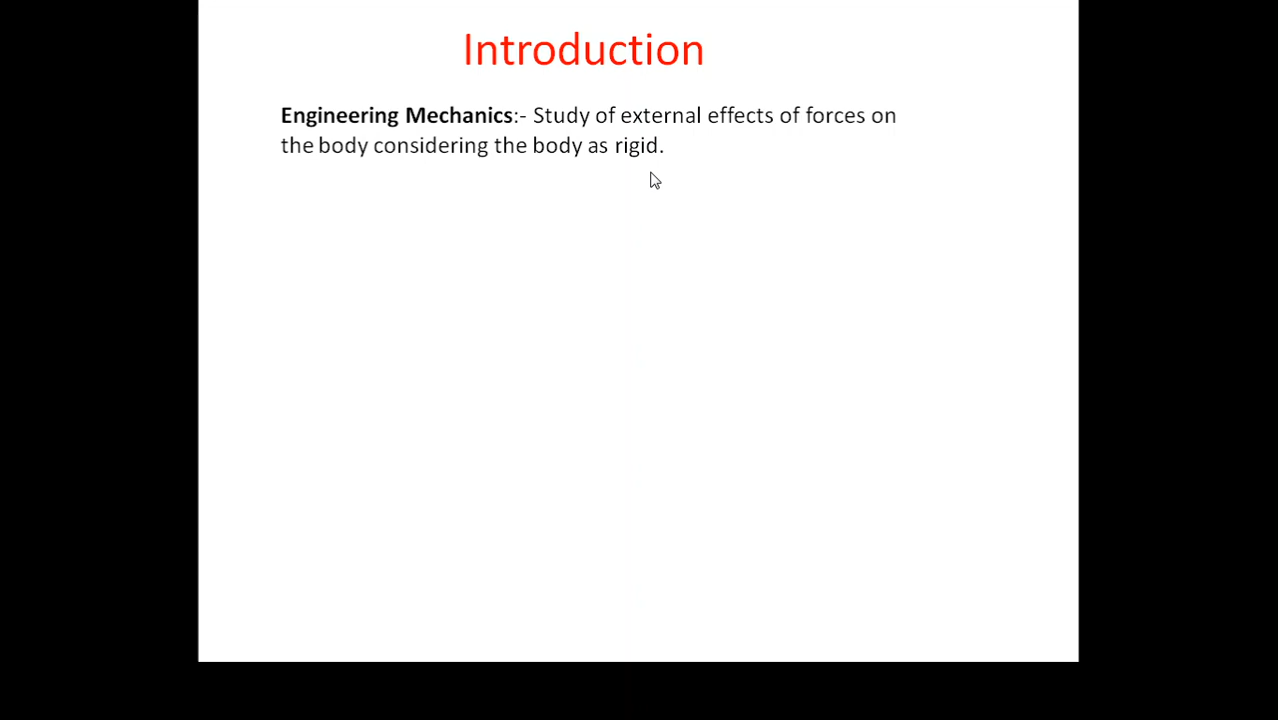 Introduction
Engineering Mechanics:- Study of external effects of forces on
the body considering the body as rigid.